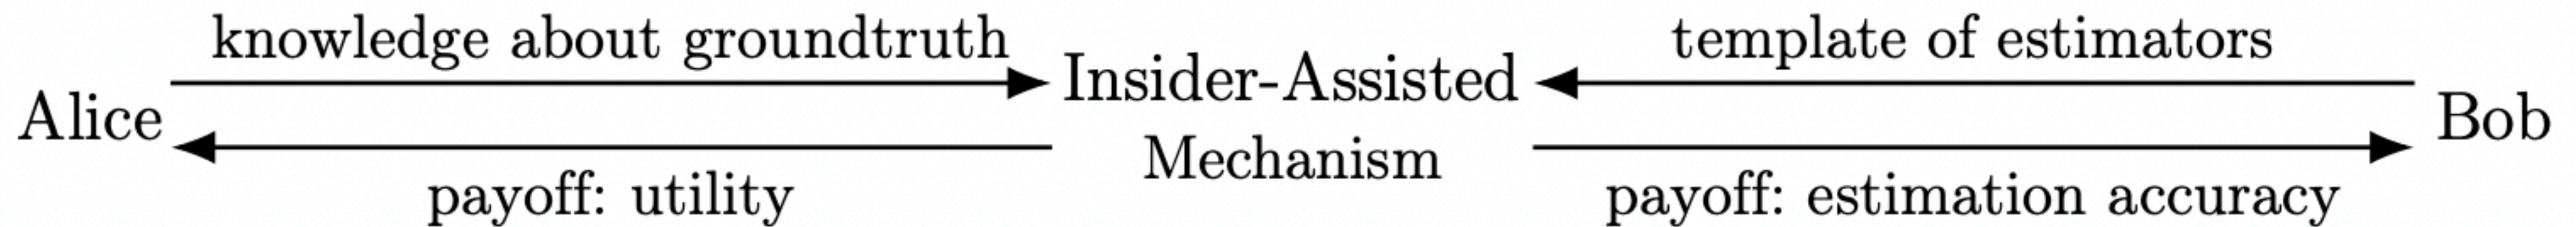 knowledge about groundtruth
template of estimators
Alice
Insider-Assisted
Mechanism
Bob
payoff: utility
payoff: estimation accuracy